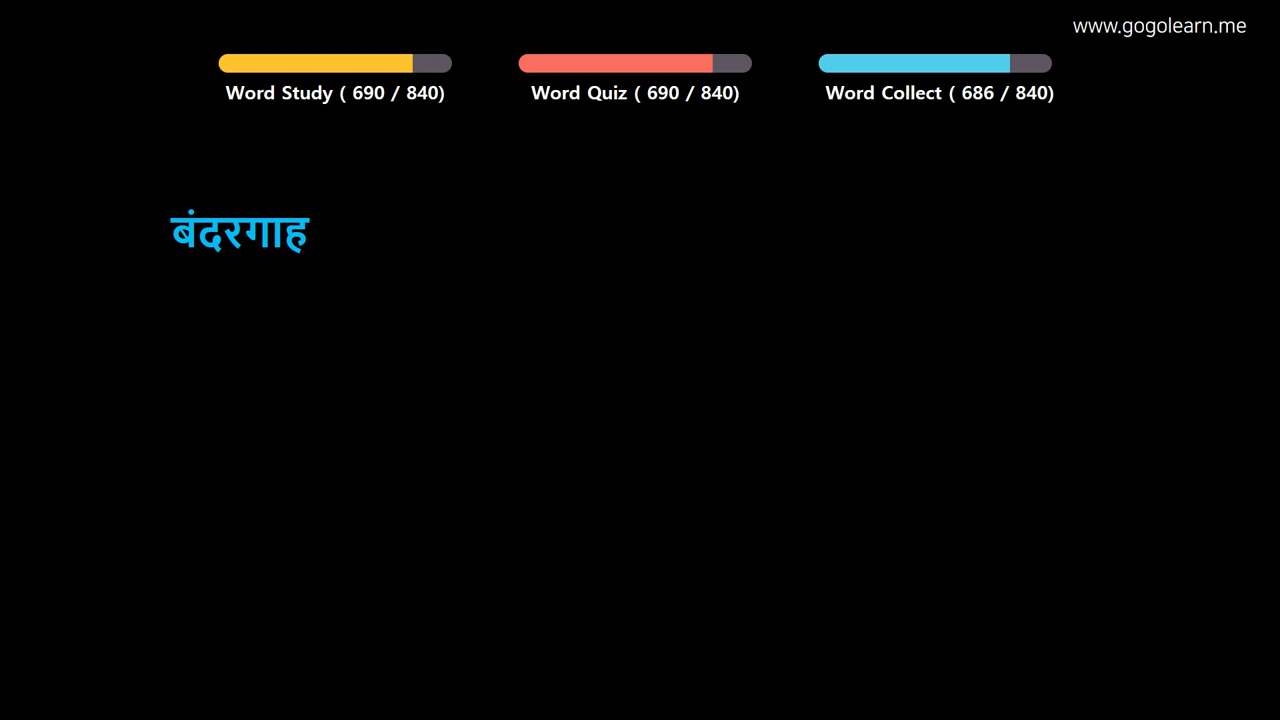 www.gogolearn.me
Word Study ( 690 / 840)
Word Quiz ( 690 / 840)
Word Collect ( 686 / 840)
बंदरगाह